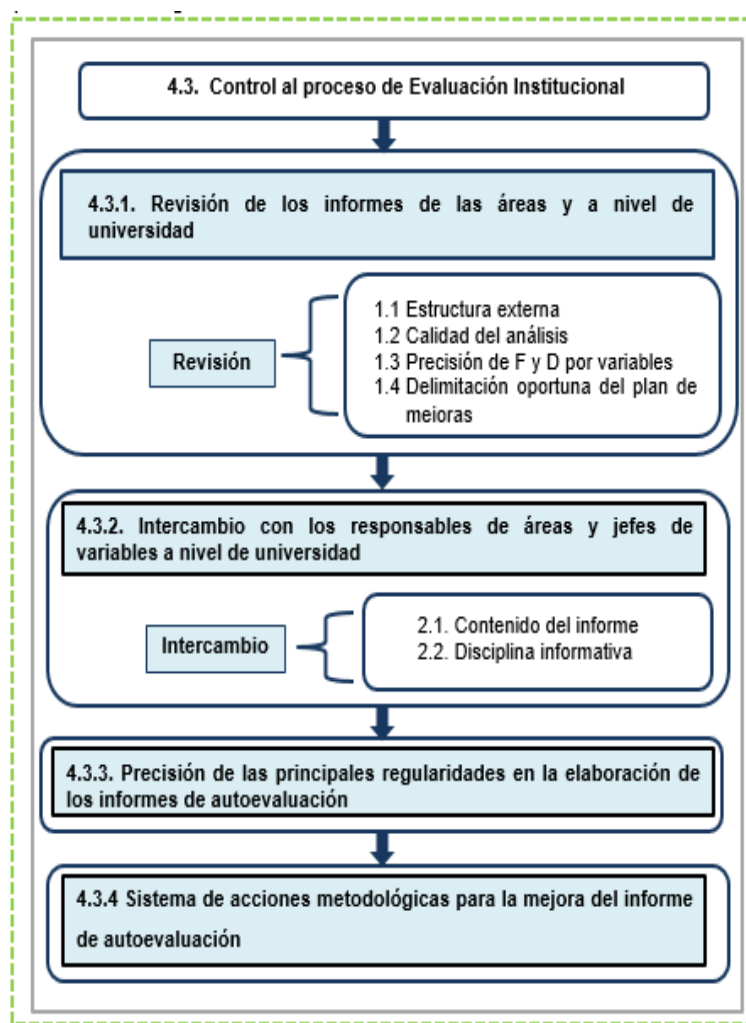 4.3. Control al proceso de Evaluación Institucional
4.3.1. Revisión de los informes de las áreas y a nivel de
universidad
Revisión
1.1 Estructura externa
1.2 Calidad del análisis
1.3 Precisión de F y D por variables
1.4 Delimitación oportuna del plan de
meioras
4.3.2. Intercambio con los responsables de áreas y jefes de
variables a nivel de universidad
Intercambio
2.1. Contenido del informe
2.2. Disciplina informativa
4.3.3. Precisión de las principales regularidades en la elaboración de
los informes de autoevaluación
4.3.4 Sistema de acciones metodológicas para la mejora del informe
de autoevaluación